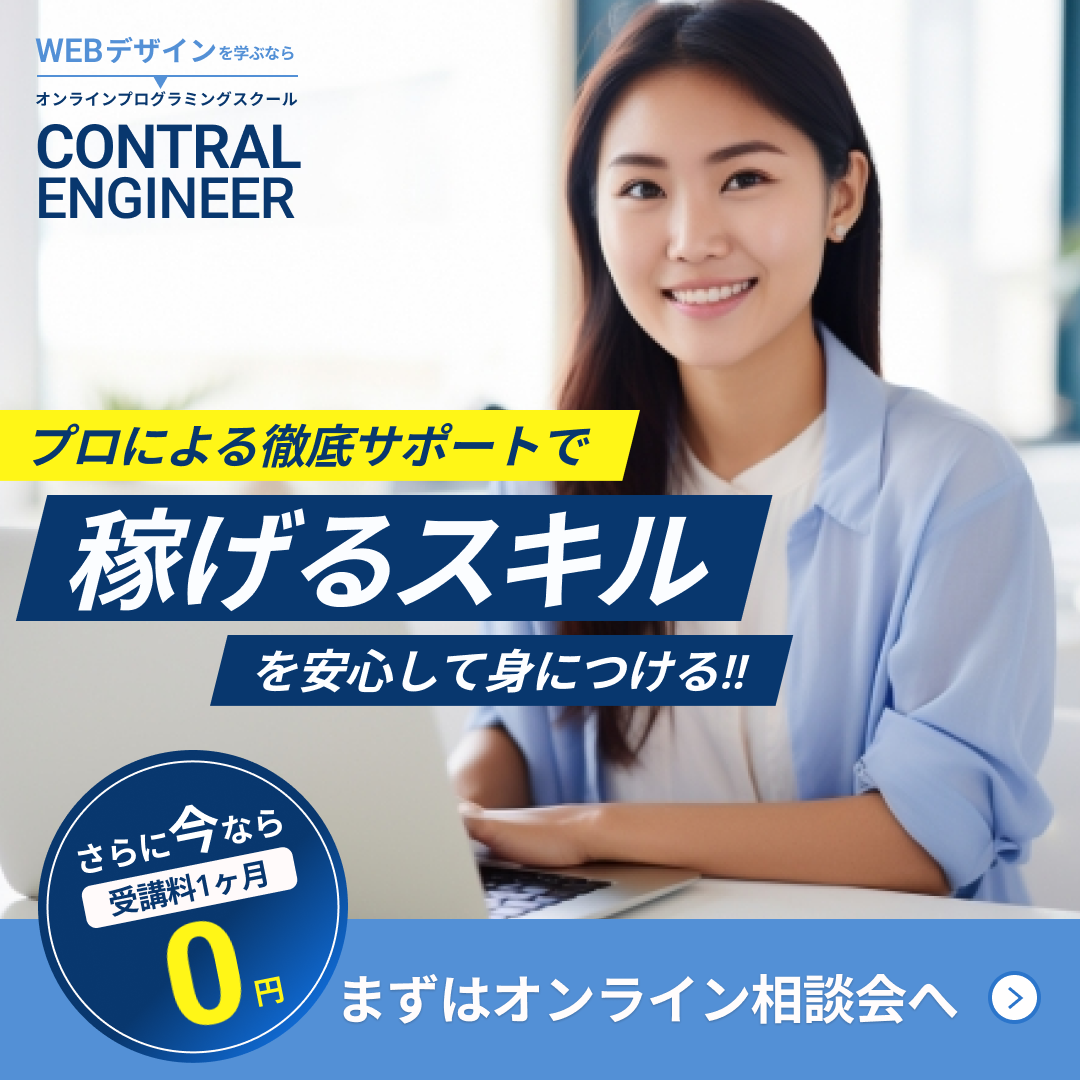 WEBデザインを学ぶなら
オンラインプログラミングスクール
CONTRAL
ENGINEER
プロによる徹底サポートで
稼げるスキル
を安心して身につける!!
さらに今なら
受講料1ヶ月
0円
まずはオンライン相談会へ